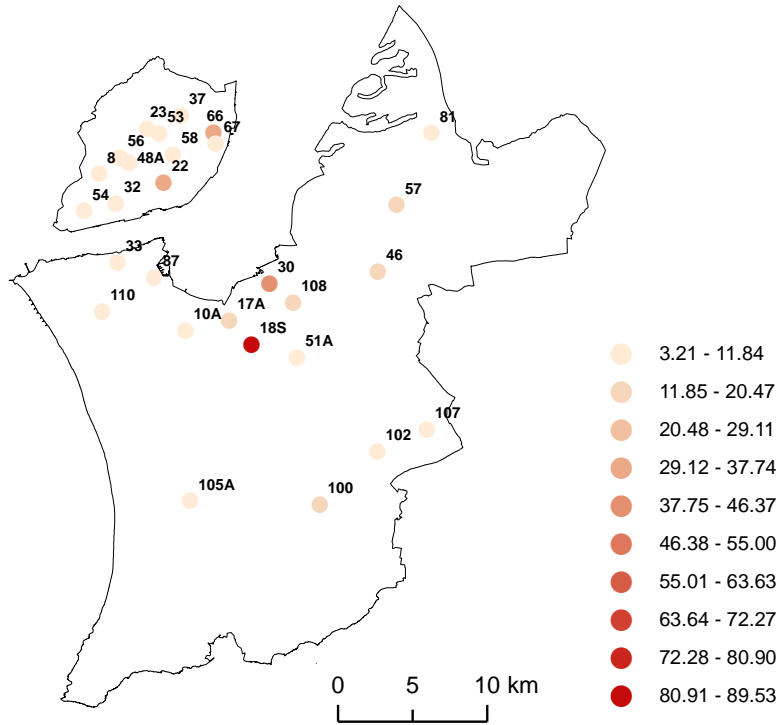 37
23
53
66
67
81
56
58
8
48A
22
54
32
57
33
87
46
30
110
108
17A
10A
18S
51A
3.21 - 11.84
11.85 - 20.47
20.48 - 29.11
29.12 - 37.74
37.75 - 46.37
46.38 - 55.00
55.01 - 63.63
63.64 - 72.27
72.28 - 80.90
80.91 - 89.53
107
102
105A
100
0 5 10 km